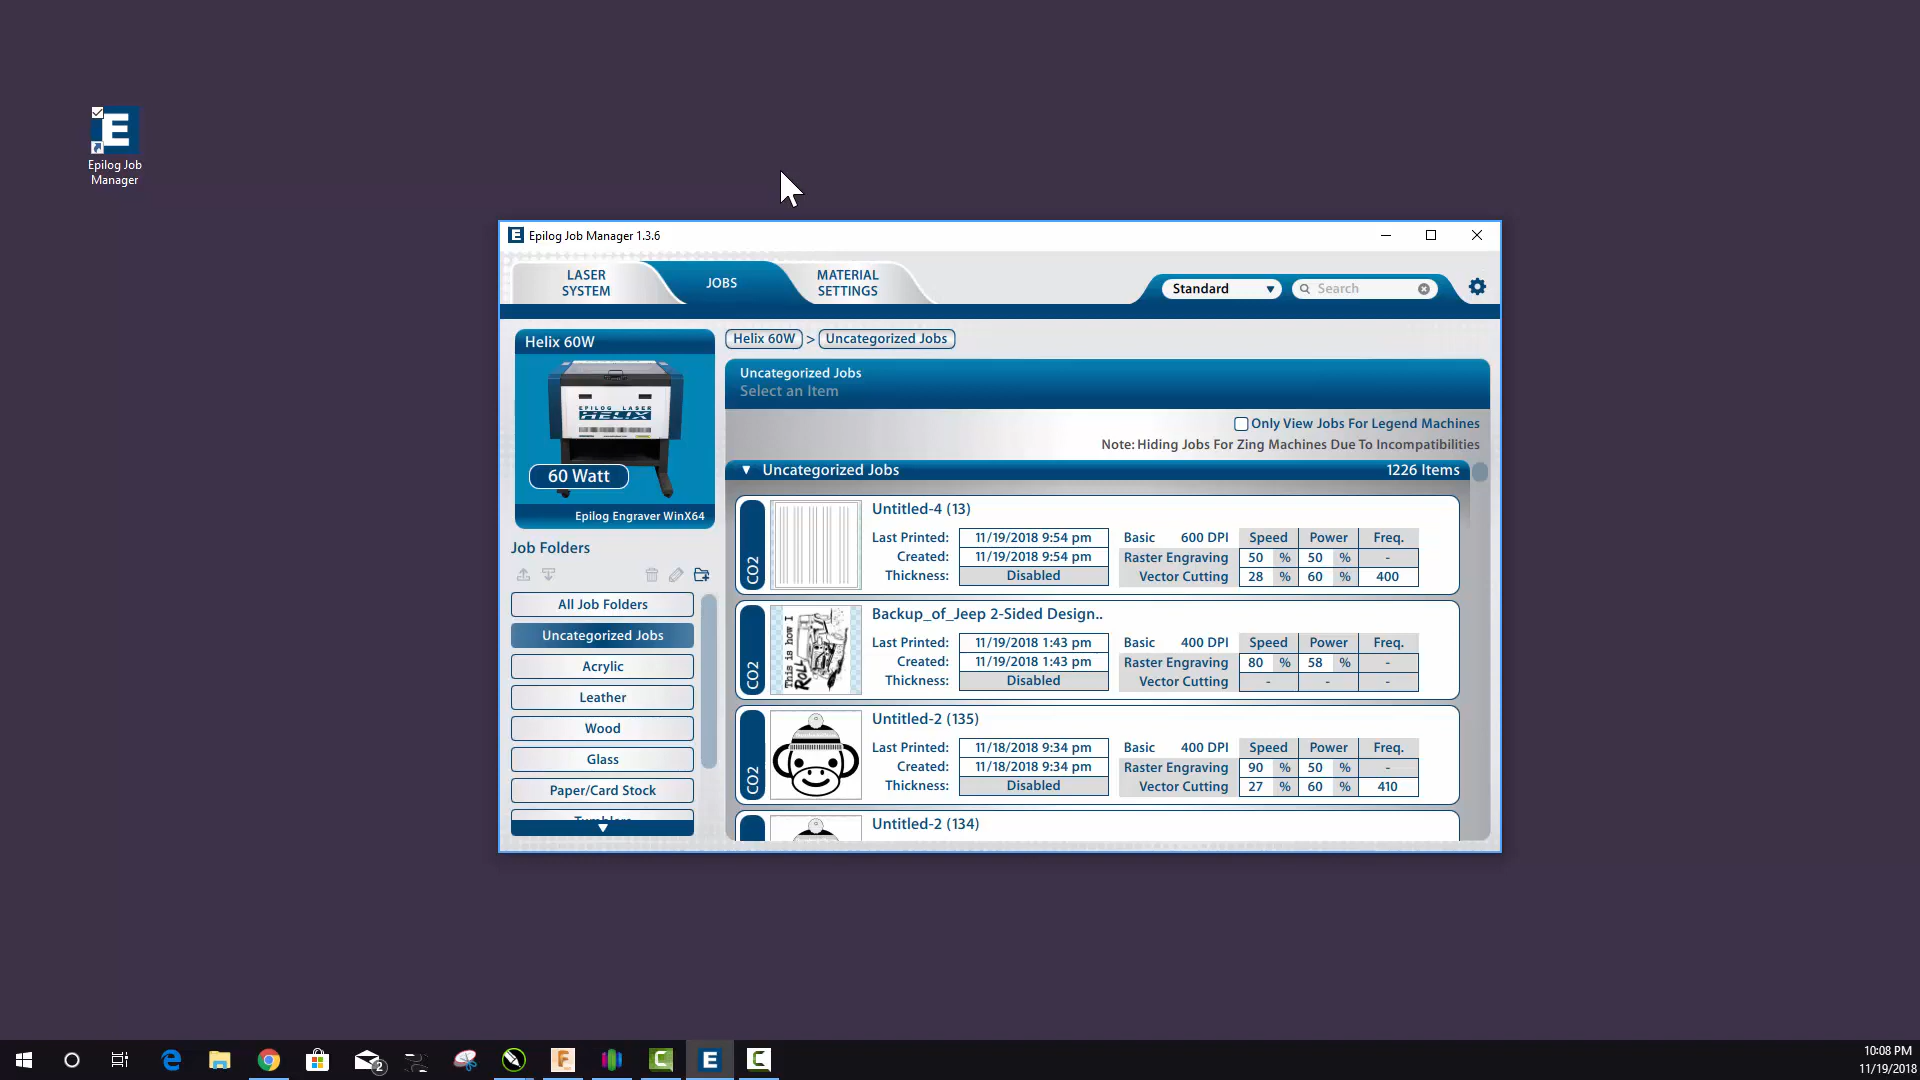 Epilog Job
Manager
Epilog Job Manager 1.3.6
LASER
SYSTEM
JOBS
MATERIAL
SETTINGS
Standard
Search
Helix 60W
EPILOG LASER
HELIX
60 Watt
Epilog Engraver WinX64
Job Folders
All Job Folders
Uncategorized Jobs
Acrylic
Leather
Wood
Glass
Paper/Card Stock
Tumblers
Helix 60W > Uncategorized Jobs
Uncategorized Jobs
Select an Item
Only View Jobs For Legend Machines
Note: Hiding Jobs For Zing Machines Due To Incompatibilities
Uncategorized Jobs 1226 Items
CO2
Untitled-4 (13)
Last Printed: 11/19/2018 9:54 pm Basic 600 DPI Speed Power Freq.
Created: 11/19/2018 9:54 pm Raster Engraving 50 % 50 % -
Thickness: Disabled Vector Cutting 28 % 60 % 400
CO2
This is how I
Roll
Backup_of_Jeep 2-Sided Design..
Last Printed: 11/19/2018 1:43 pm Basic 400 DPI Speed Power Freq.
Created: 11/19/2018 1:43 pm Raster Engraving 80 % 58 % -
Thickness: Disabled Vector Cutting - - -
CO2
Untitled-2 (135)
Last Printed: 11/18/2018 9:34 pm Basic 400 DPI Speed Power Freq.
Created: 11/18/2018 9:34 pm Raster Engraving 90 % 50 % -
Thickness: Disabled Vector Cutting 27 % 60 % 410
Untitled-2 (134)
2
10:08 PM
11/19/2018